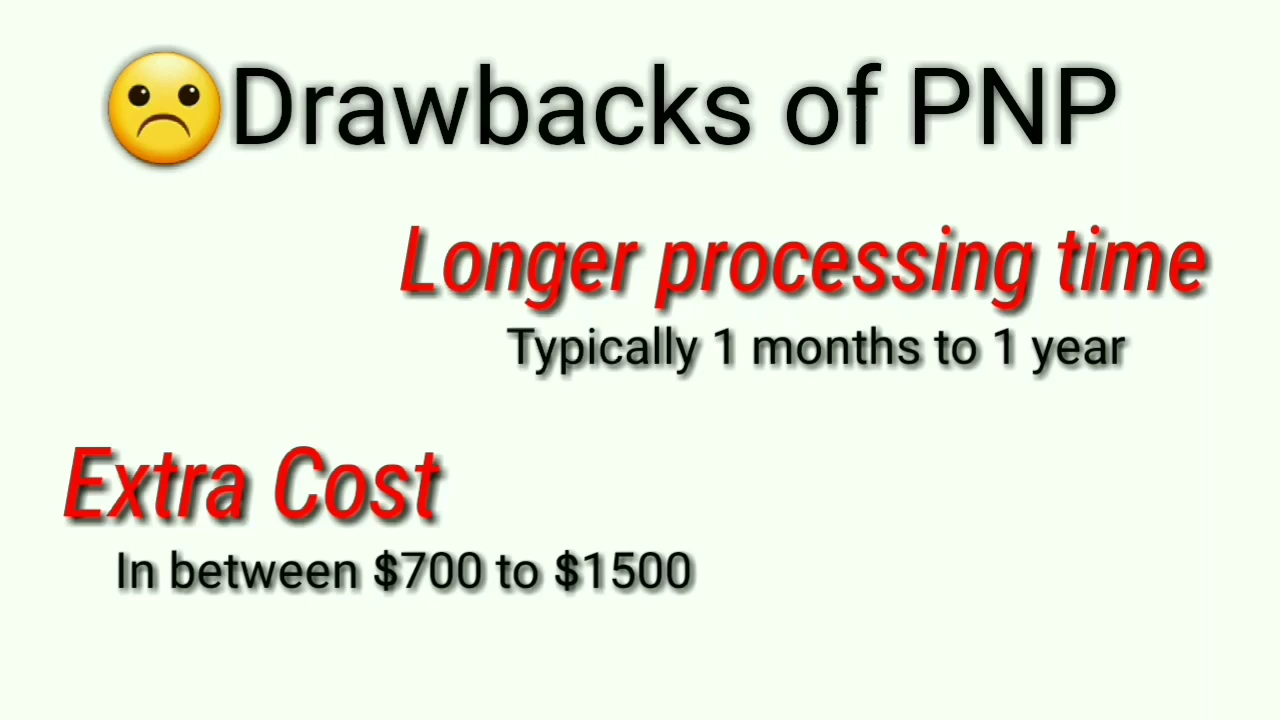 ☹️Drawbacks of PNP
Longer processing time
Typically 1 months to 1 year
Extra Cost
In between $700 to $1500